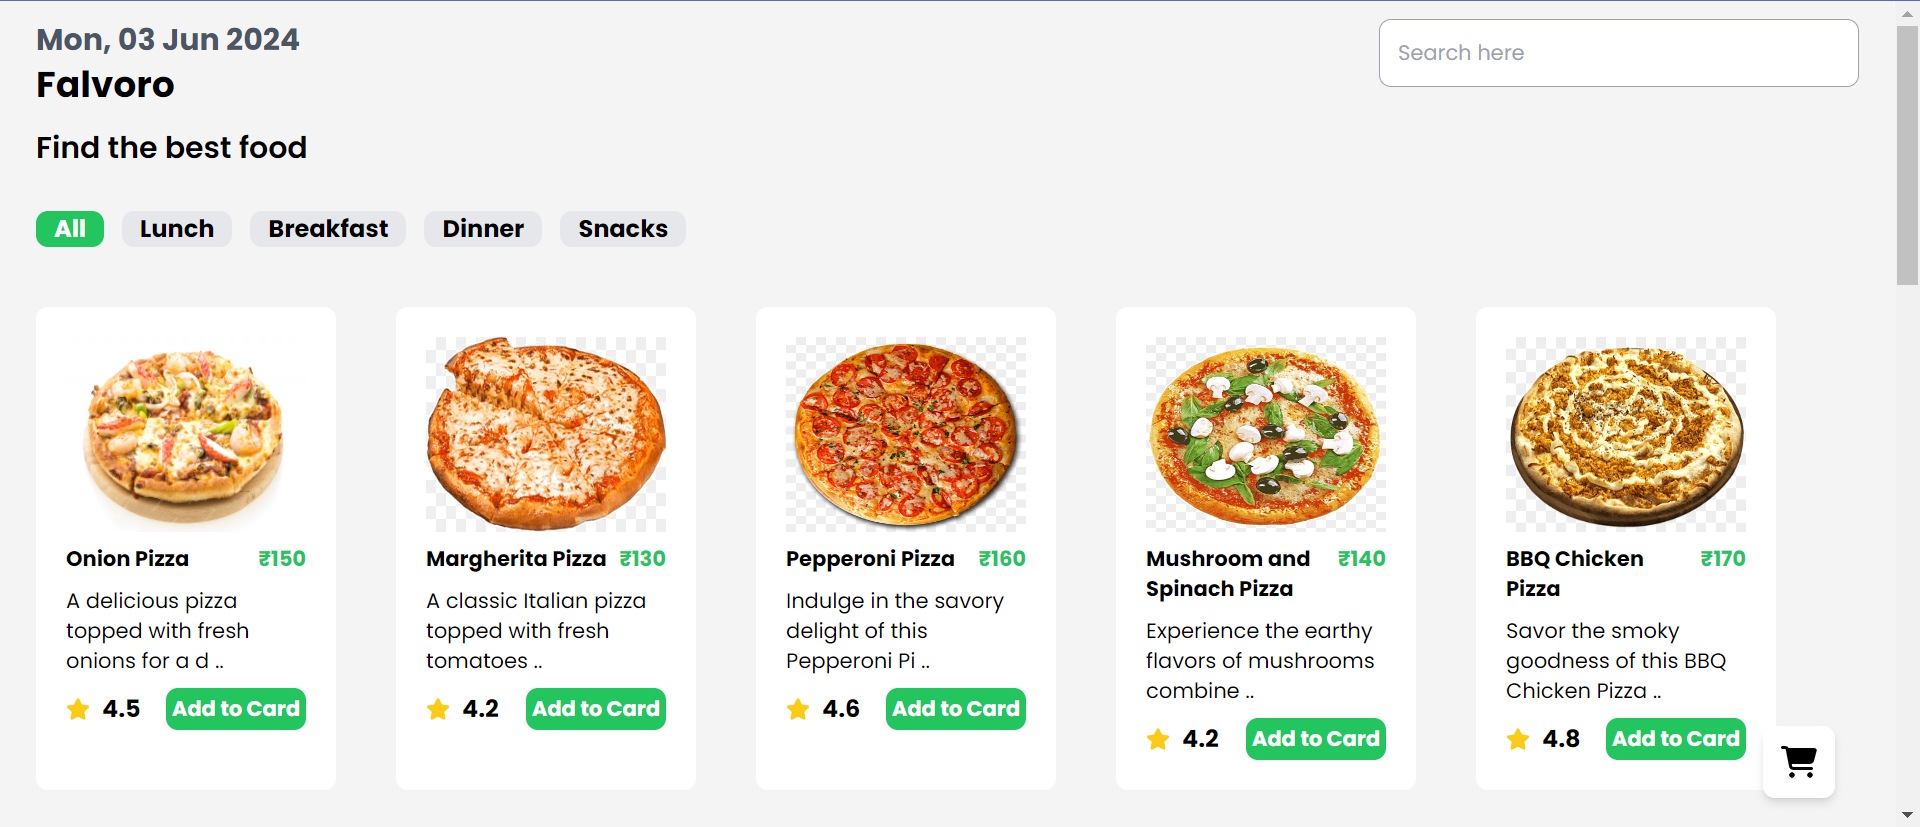 Mon, 03 Jun 2024
Falvoro
Search here
Find the best food
All
Lunch
Breakfast
Dinner
Snacks
Onion Pizza
₹150
A delicious pizza
topped with fresh
onions for a d ..
4.5
Add to Card
Margherita Pizza
₹130
A classic Italian pizza
topped with fresh
tomatoes ..
4.2
Add to Card
Pepperoni Pizza
₹160
Indulge in the savory
delight of this
Pepperoni Pi ..
4.6
Add to Card
Mushroom and
Spinach Pizza
₹140
Experience the earthy
flavors of mushrooms
combine ..
4.2
Add to Card
BBQ Chicken
Pizza
₹170
Savor the smoky
goodness of this BBQ
Chicken Pizza ..
4.8
Add to Card